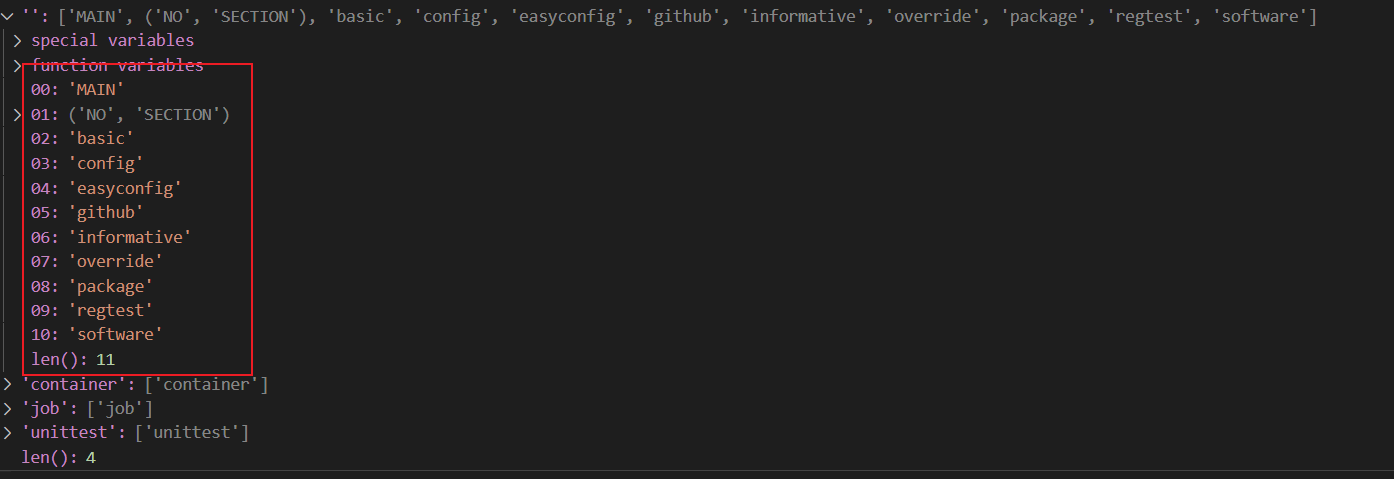 '': ['MAIN', ('NO', 'SECTION'), 'basic', 'config', 'easyconfig', 'github', 'informative', 'override', 'package', 'regtest', 'software']
special variables
function variables
00: 'MAIN'
01: ('NO', 'SECTION')
02: 'basic'
03: 'config'
04: 'easyconfig'
05: 'github'
06: 'informative'
07: 'override'
08: 'package'
09: 'regtest'
10: 'software'
len(): 11
'container': ['container']
'job': ['job']
'unittest': ['unittest']
len(): 4